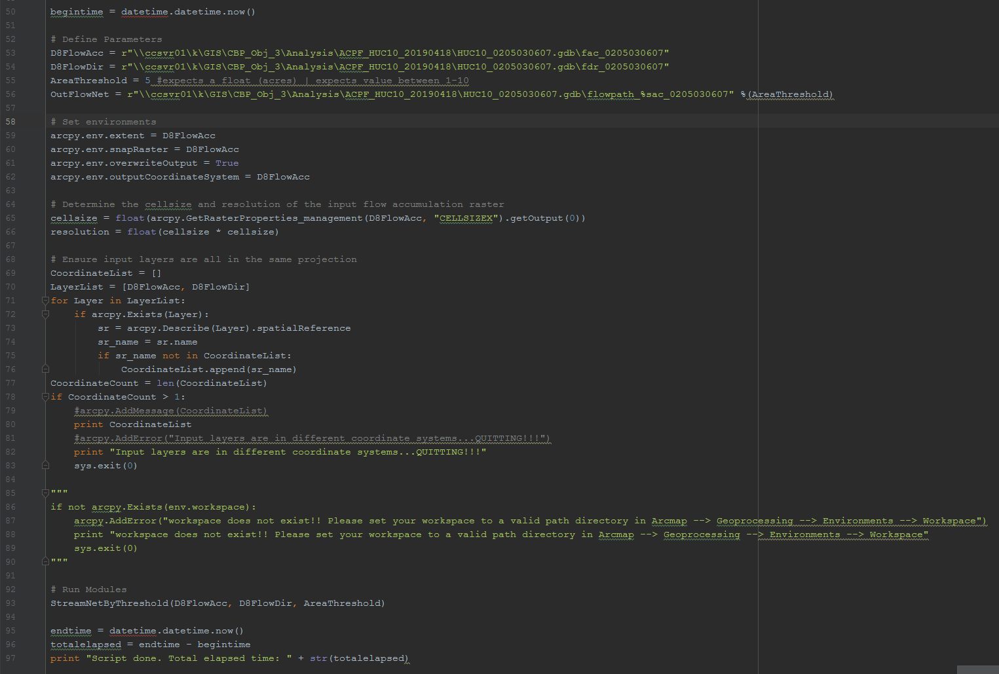 50 begintime = datetime.datetime.now()
51
52 # Define Parameters
53 D8FlowAcc = r"\\ccsvr01\k\GIS\CBP_Obj_3\Analysis\ACPF_HUC10_20190418\HUC10_0205030607.gdb\fac_0205030607"
54 D8FlowDir = r"\\ccsvr01\k\GIS\CBP_Obj_3\Analysis\ACPF_HUC10_20190418\HUC10_0205030607.gdb\fdr_0205030607"
55 AreaThreshold = 5 #expects a float (acres) | expects value between 1-10
56 OutFlowNet = r"\\ccsvr01\k\GIS\CBP_Obj_3\Analysis\ACPF_HUC10_20190418\HUC10_0205030607.gdb\flowpath_%sac_0205030607" %(AreaThreshold)
57
58 # Set environments
59 arcpy.env.extent = D8FlowAcc
60 arcpy.env.snapRaster = D8FlowAcc
61 arcpy.env.overwriteOutput = True
62 arcpy.env.outputCoordinateSystem = D8FlowAcc
63
64 # Determine the cellsize and resolution of the input flow accumulation raster
65 cellsize = float(arcpy.GetRasterProperties_management(D8FlowAcc, "CELLSIZEX").getOutput(0))
66 resolution = float(cellsize * cellsize)
67
68 # Ensure input layers are all in the same projection
69 CoordinateList = []
70 LayerList = [D8FlowAcc, D8FlowDir]
71 for Layer in LayerList:
72     if arcpy.Exists(Layer):
73         sr = arcpy.Describe(Layer).spatialReference
74         sr_name = sr.name
75         if sr_name not in CoordinateList:
76             CoordinateList.append(sr_name)
77 CoordinateCount = len(CoordinateList)
78 if CoordinateCount > 1:
79     #arcpy.AddMessage(CoordinateList)
80     print CoordinateList
81     #arcpy.AddError("Input layers are in different coordinate systems...QUITTING!!!")
82     print "Input layers are in different coordinate systems...QUITTING!!!"
83     sys.exit(0)
84
85 """
86 if not arcpy.Exists(env.workspace):
87     arcpy.AddError("workspace does not exist!! Please set your workspace to a valid path directory in Arcmap --> Geoprocessing --> Environments --> Workspace")
88     print "workspace does not exist!! Please set your workspace to a valid path directory in Arcmap --> Geoprocessing --> Environments --> Workspace"
89     sys.exit(0)
90 """
91
92 # Run Modules
93 StreamNetByThreshold(D8FlowAcc, D8FlowDir, AreaThreshold)
94
95 endtime = datetime.datetime.now()
96 totalelapsed = endtime - begintime
97 print "Script done. Total elapsed time: " + str(totalelapsed)